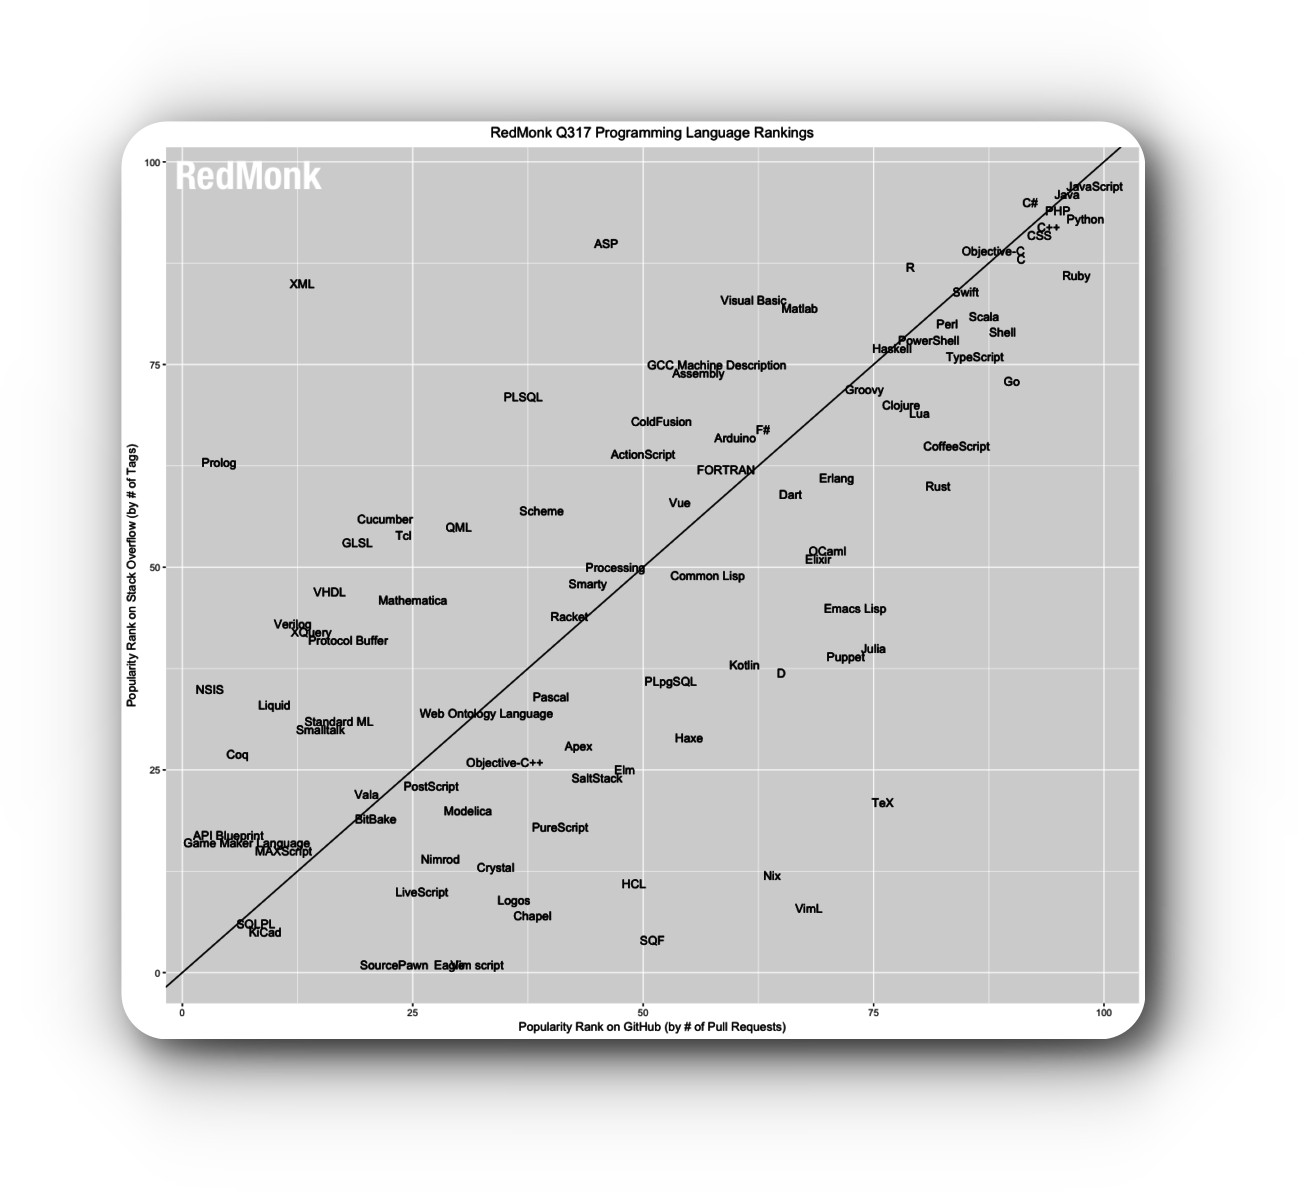 RedMonk Q317 Programming Language Rankings
100
RedMonk
JavaScript
Java
C#
PHP
Python
C++
CSS
ASP
Objective-C
C
R
Ruby
XML
Swift
Visual Basic
Matlab
Scala
Perl
Shell
PowerShell
Haskell
TypeScript
75
GCC Machine Description
Assembly
Go
Groovy
PLSQL
Clojure
Lua
ColdFusion
F#
Arduino
CoffeeScript
ActionScript
Prolog
FORTRAN
Erlang
Rust
Dart
Vue
Scheme
Cucumber
QML
Tcl
GLSL
OCaml
Elixir
50
Processing
Common Lisp
Smarty
VHDL
Mathematica
Emacs Lisp
Racket
Verilog
XQuery
Protocol Buffer
Julia
Puppet
Kotlin
D
PLpgSQL
NSIS
Pascal
Liquid
Web Ontology Language
Standard ML
Smalltalk
Haxe
Apex
Coq
Objective-C++
25
Elm
SaltStack
PostScript
Vala
TeX
Modelica
BitBake
PureScript
API Blueprint
Game Maker Language
MAXScript
Nimrod
Crystal
Nix
HCL
LiveScript
Logos
VimL
Chapel
SQLPL
KiCad
SQF
SourcePawn
Eagle
Vim script
0
0
25
50
75
100
Popularity Rank on GitHub (by # of Pull Requests)
Popularity Rank on Stack Overflow (by # of Tags)